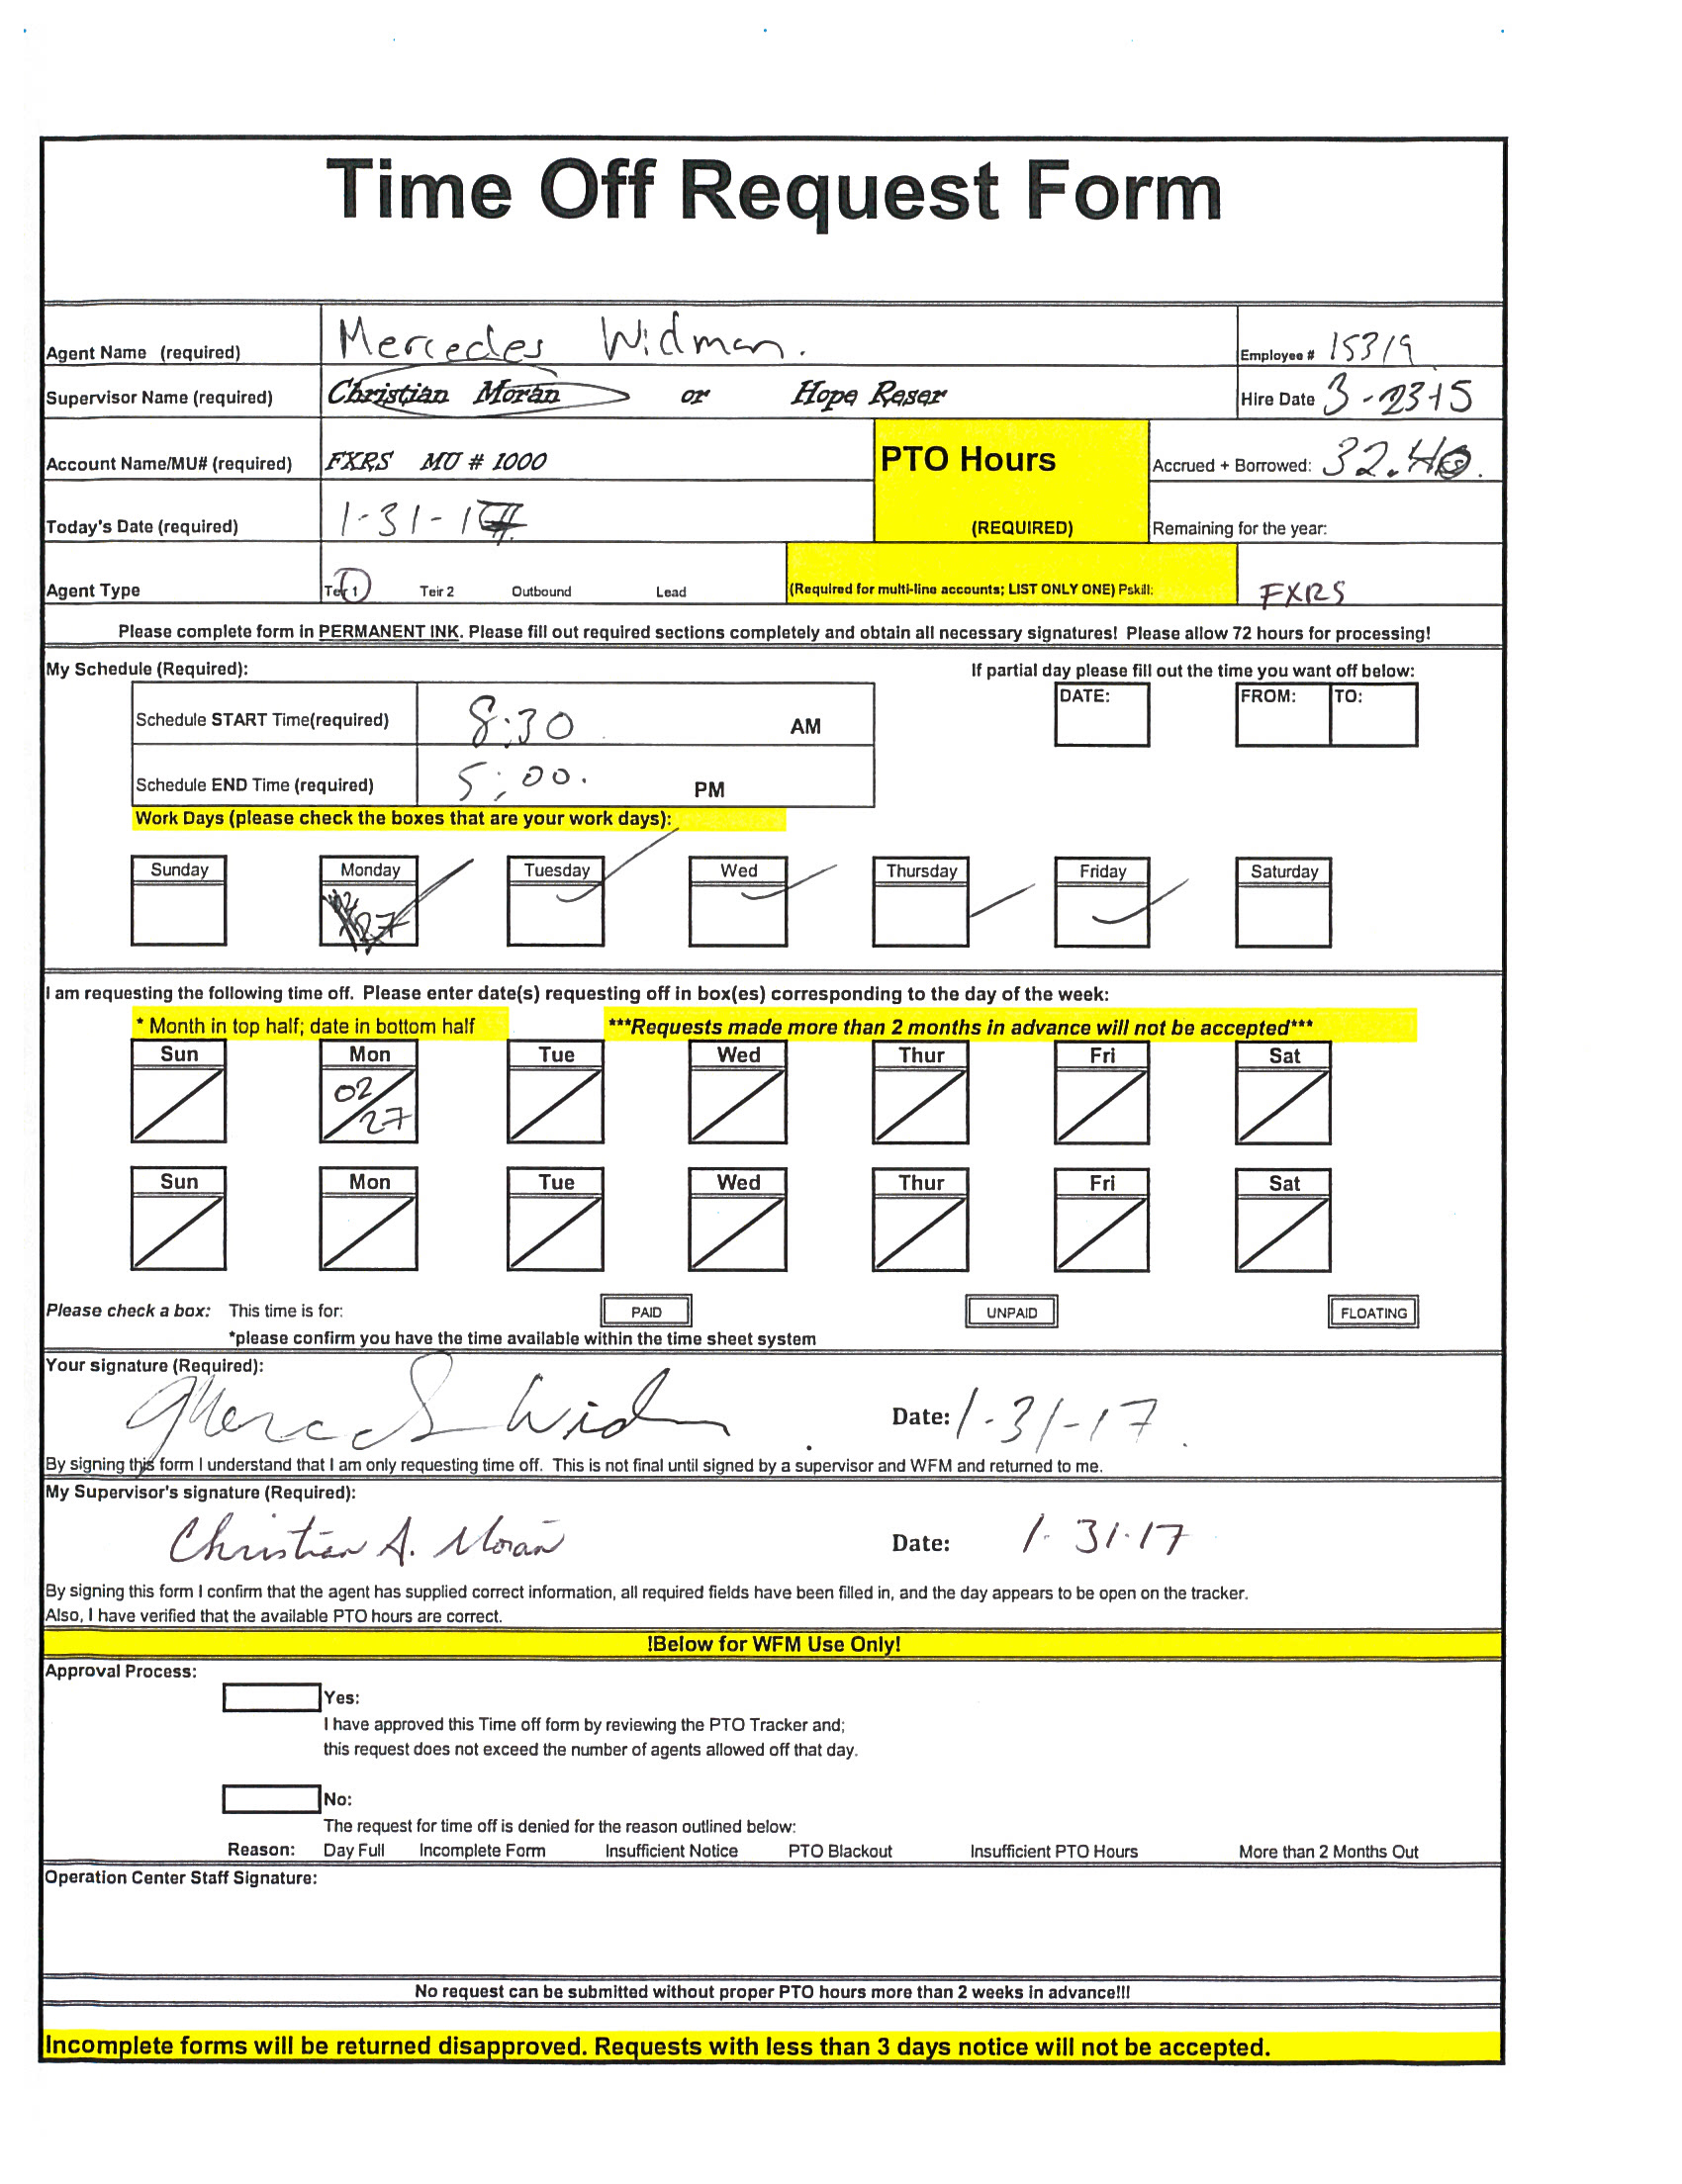 Time Off Request Form
Agent Name (required) Mercedes Widman. Employee # 15319
Supervisor Name (required) Christian Moran or Hope Reser Hire Date 3-23-15
Account Name/MU# (required) FXRS MU # 1000 PTO Hours Accrued + Borrowed: 32.40.
Today's Date (required) 1-31-17 (REQUIRED) Remaining for the year:
Agent Type Teir 1 Teir 2 Outbound Lead (Required for multi-line accounts; LIST ONLY ONE) Pskill: FXRS
Please complete form in PERMANENT INK. Please fill out required sections completely and obtain all necessary signatures! Please allow 72 hours for processing!
My Schedule (Required): If partial day please fill out the time you want off below:
DATE: FROM: TO:
Schedule START Time(required) 8:30 AM
Schedule END Time (required) 5:00. PM
Work Days (please check the boxes that are your work days):
Sunday Monday Tuesday Wed Thursday Friday Saturday
27
I am requesting the following time off. Please enter date(s) requesting off in box(es) corresponding to the day of the week:
* Month in top half; date in bottom half ***Requests made more than 2 months in advance will not be accepted***
Sun Mon Tue Wed Thur Fri Sat
02
27
Sun Mon Tue Wed Thur Fri Sat
Please check a box: This time is for: PAID UNPAID FLOATING
*please confirm you have the time available within the time sheet system
Your signature (Required):
Date: 1-31-17.
By signing this form I understand that I am only requesting time off. This is not final until signed by a supervisor and WFM and returned to me.
My Supervisor's signature (Required):
Christian A. Moran Date: 1-31-17
By signing this form I confirm that the agent has supplied correct information, all required fields have been filled in, and the day appears to be open on the tracker.
Also, I have verified that the available PTO hours are correct.
!Below for WFM Use Only!
Approval Process:
Yes:
I have approved this Time off form by reviewing the PTO Tracker and;
this request does not exceed the number of agents allowed off that day.
No:
The request for time off is denied for the reason outlined below:
Reason: Day Full Incomplete Form Insufficient Notice PTO Blackout Insufficient PTO Hours More than 2 Months Out
Operation Center Staff Signature:
No request can be submitted without proper PTO hours more than 2 weeks in advance!!!
Incomplete forms will be returned disapproved. Requests with less than 3 days notice will not be accepted.